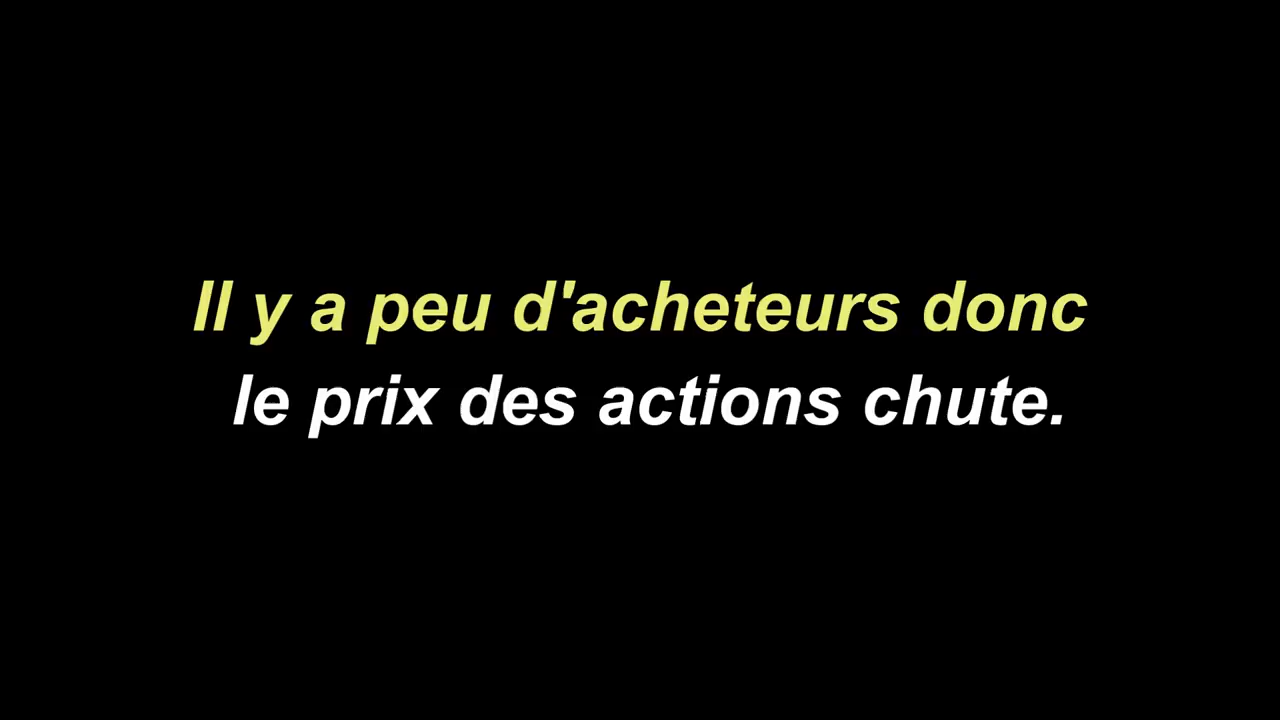 Il y a peu d'acheteurs donc
le prix des actions chute.